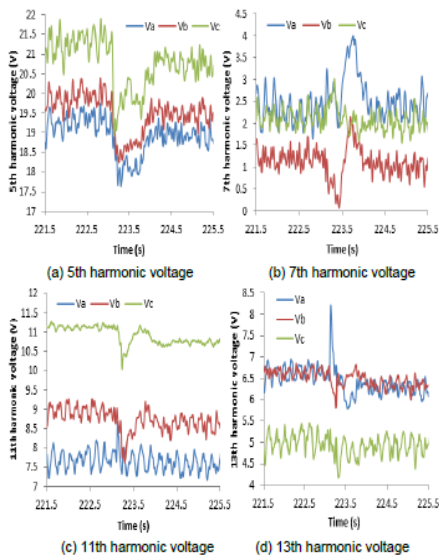 Va Vb Vc
5th harmonic voltage (V)
22
21.5
21
20.5
20
19.5
19
18.5
18
17.5
17
221.5 222.5 223.5 224.5 225.5
Time (s)
(a) 5th harmonic voltage
Va Vb Vc
7th harmonic voltage (V)
5
4.5
4
3.5
3
2.5
2
1.5
1
0.5
0
221.5 222.5 223.5 224.5 225.5
Time (s)
(b) 7th harmonic voltage
Va Vb Vc
11th harmonic voltage (V)
12
11.5
11
10.5
10
9.5
9
8.5
8
7.5
7
221.5 222.5 223.5 224.5 225.5
Time (s)
(c) 11th harmonic voltage
Va
Vb
Vc
13th harmonic voltage (V)
8.5
8
7.5
7
6.5
6
5.5
5
4.5
4
221.5 222.5 223.5 224.5 225.5
Time (s)
(d) 13th harmonic voltage